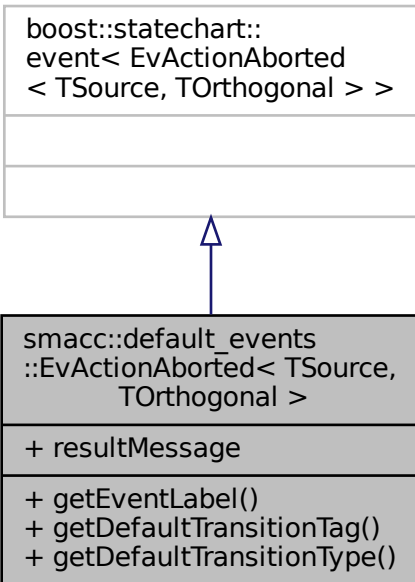 boost::statechart::
event< EvActionAborted
< TSource, TOrthogonal > >
smacc::default_events
::EvActionAborted< TSource,
TOrthogonal >
+ resultMessage
+ getEventLabel()
+ getDefaultTransitionTag()
+ getDefaultTransitionType()